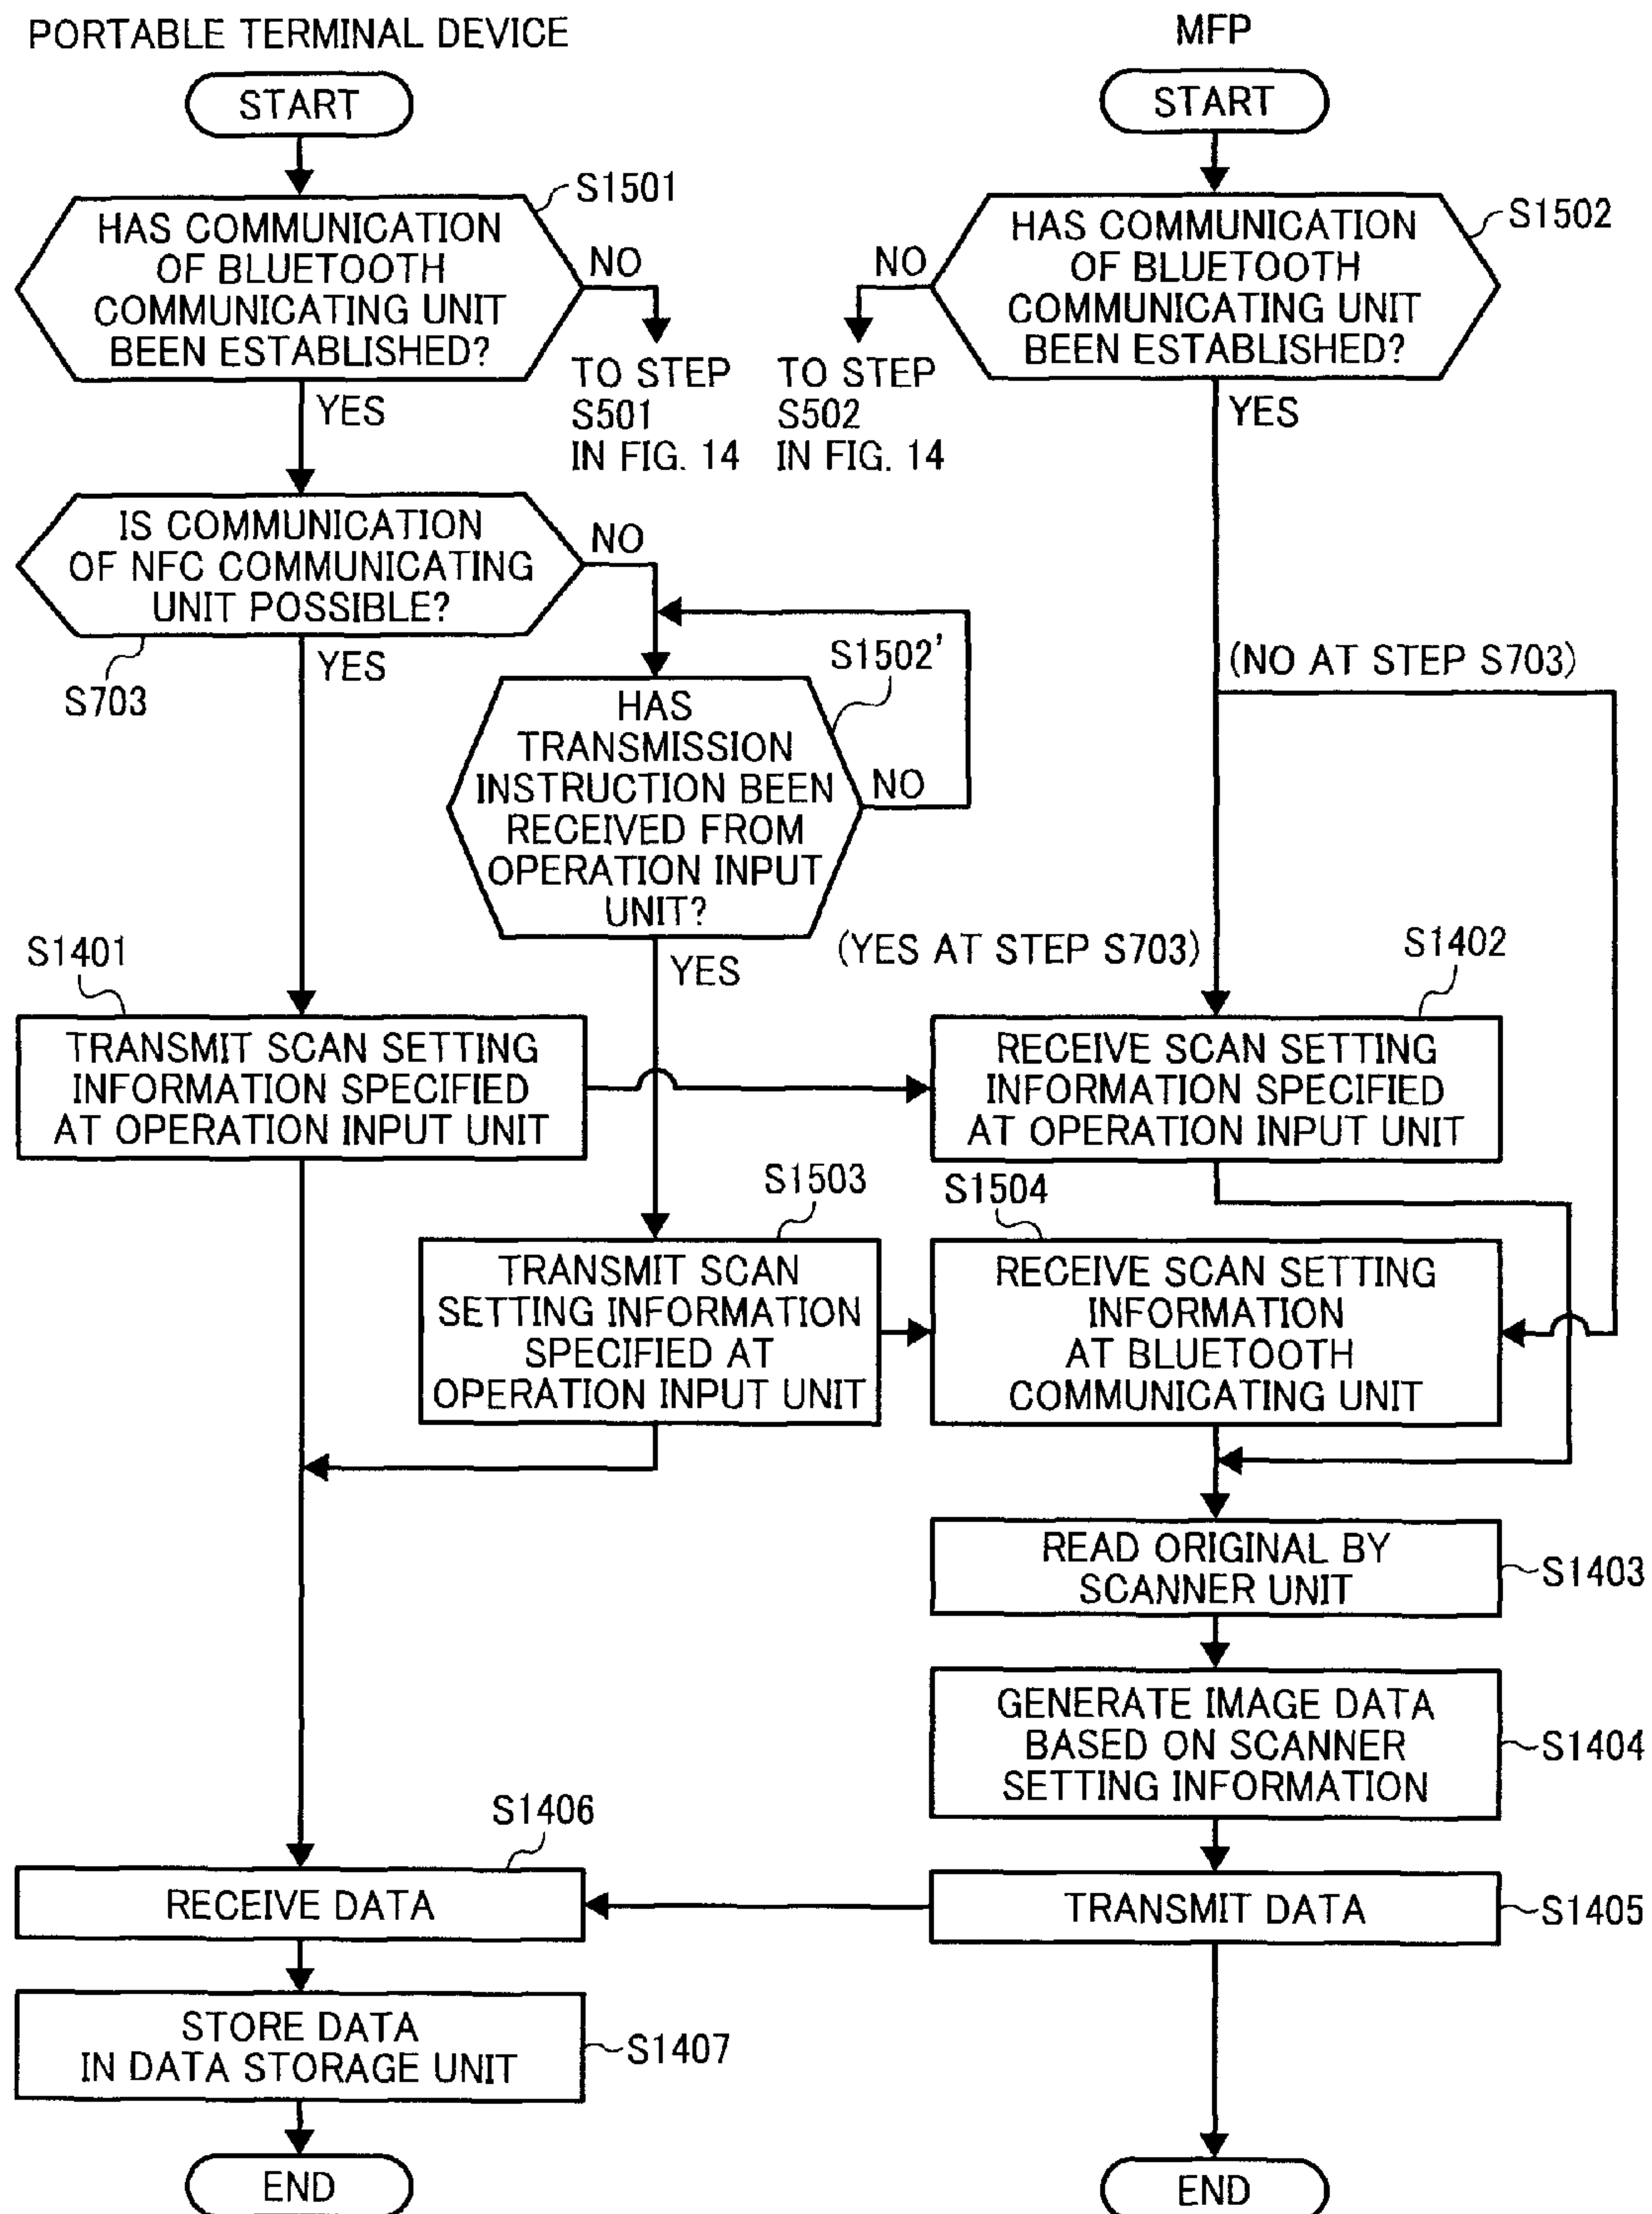 PORTABLE TERMINAL DEVICE
MFP
START
START
S1501
HAS COMMUNICATION
OF BLUETOOTH
COMMUNICATING UNIT
BEEN ESTABLISHED?
NO
TO STEP
S501
IN FIG. 14
YES
S1502
HAS COMMUNICATION
OF BLUETOOTH
COMMUNICATING UNIT
BEEN ESTABLISHED?
NO
TO STEP
S502
IN FIG. 14
YES
IS COMMUNICATION
OF NFC COMMUNICATING
UNIT POSSIBLE?
NO
YES
S703
S1502'
HAS
TRANSMISSION
INSTRUCTION BEEN
RECEIVED FROM
OPERATION INPUT
UNIT?
NO
YES
(NO AT STEP S703)
(YES AT STEP S703)
S1401
TRANSMIT SCAN SETTING
INFORMATION SPECIFIED
AT OPERATION INPUT UNIT
S1402
RECEIVE SCAN SETTING
INFORMATION SPECIFIED
AT OPERATION INPUT UNIT
S1503
TRANSMIT SCAN
SETTING INFORMATION
SPECIFIED AT
OPERATION INPUT UNIT
S1504
RECEIVE SCAN SETTING
INFORMATION
AT BLUETOOTH
COMMUNICATING UNIT
READ ORIGINAL BY
SCANNER UNIT
S1403
GENERATE IMAGE DATA
BASED ON SCANNER
SETTING INFORMATION
S1404
S1406
RECEIVE DATA
TRANSMIT DATA
S1405
STORE DATA
IN DATA STORAGE UNIT
S1407
END
END